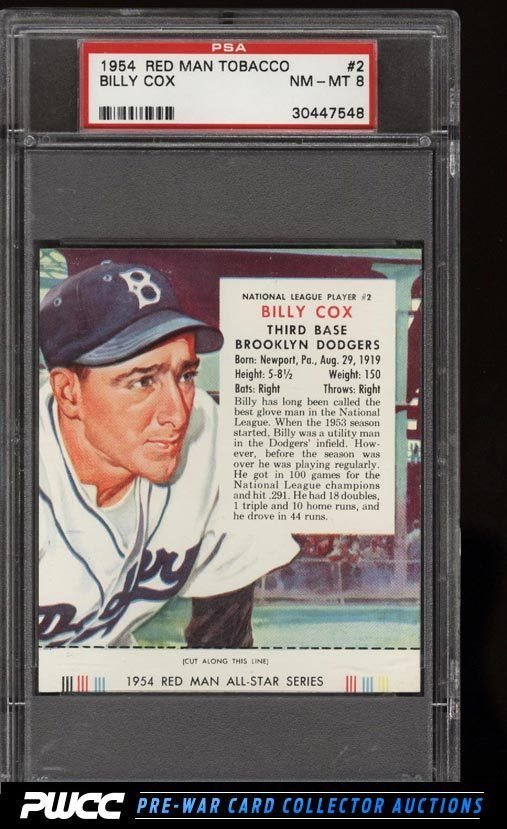 PSA
1954 RED MAN TOBACCO #2
BILLY COX NM - MT 8
30447548
B
NATIONAL LEAGUE PLAYER #2
BILLY COX
THIRD BASE
BROOKLYN DODGERS
Born: Newport, Pa., Aug. 29, 1919
Height: 5-8½ Weight: 150
Bats: Right Throws: Right
Billy has long been called the
best glove man in the National
League. When the 1953 season
started, Billy was a utility man
in the Dodgers' infield. How-
ever, before the season was
over he was playing regularly.
He got in 100 games for the
National League champions
and hit .291. He had 18 doubles,
1 triple and 10 home runs, and
he drove in 44 runs.
Dodgers
(CUT ALONG THIS LINE)
1954 RED MAN ALL-STAR SERIES
PWCC PRE-WAR CARD COLLECTOR AUCTIONS